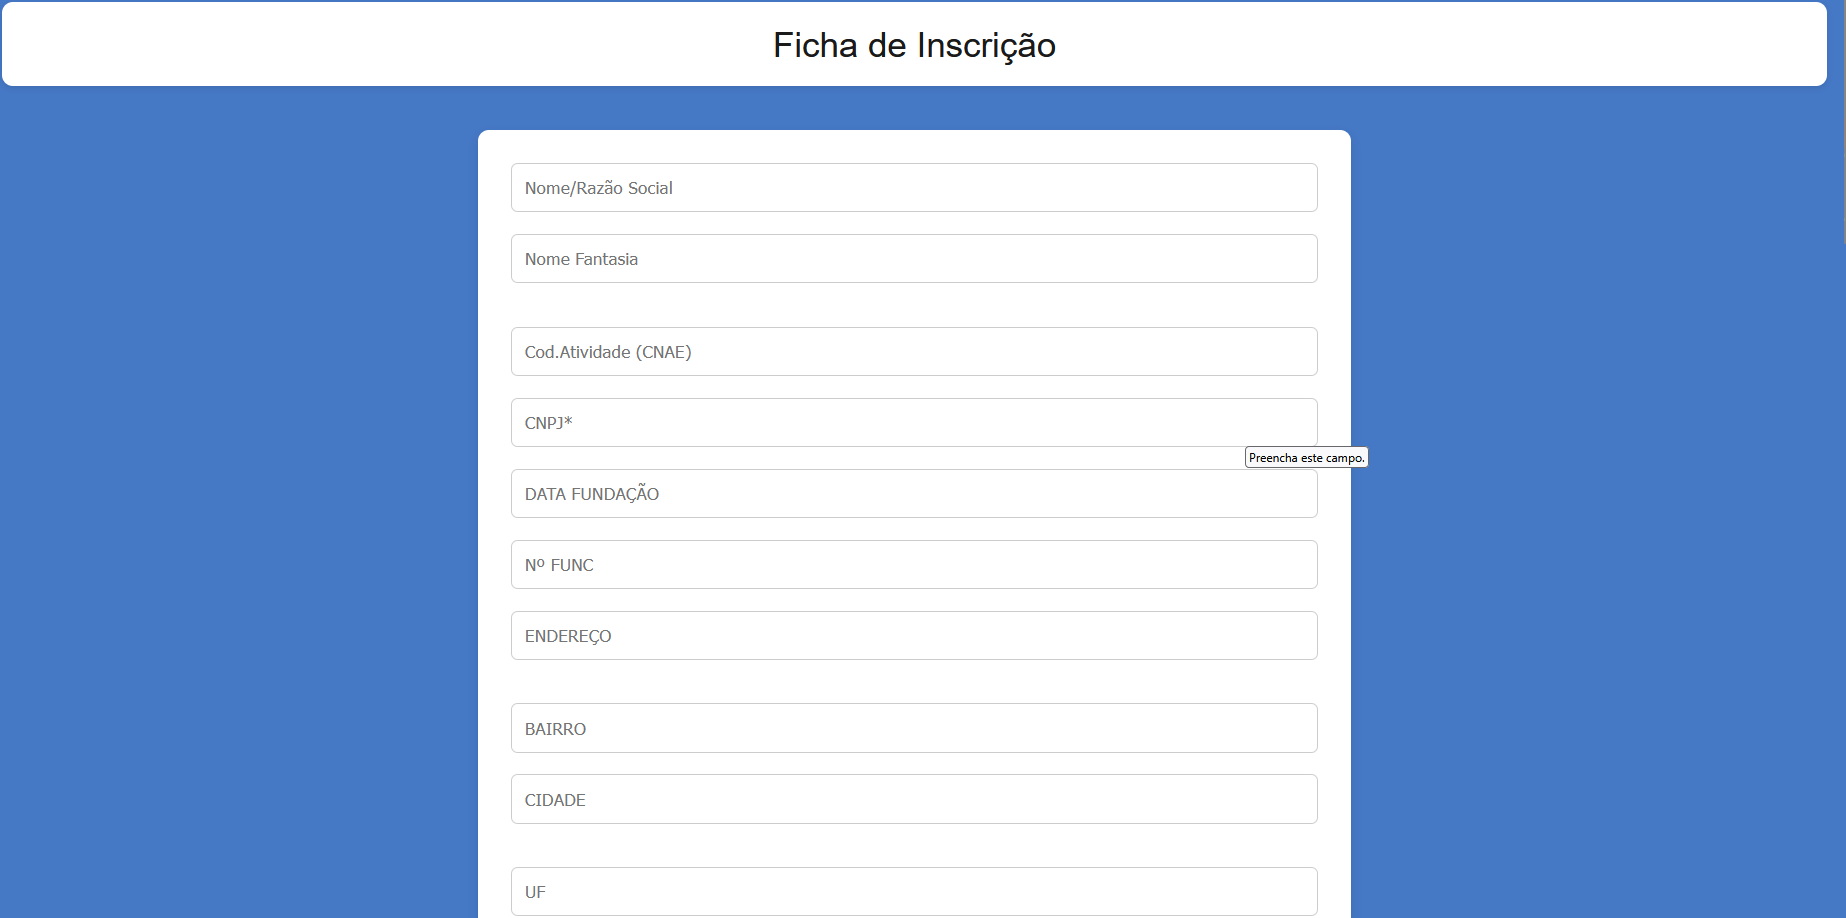 Ficha de Inscrição
Nome/Razão Social
Nome Fantasia
Cod.Atividade (CNAE)
CNPJ*
Preencha este campo.
DATA FUNDAÇÃO
Nº FUNC
ENDEREÇO
BAIRRO
CIDADE
UF